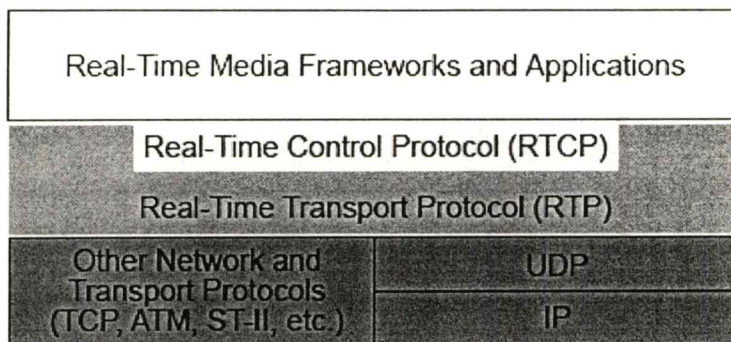 Real-Time Media Frameworks and Applications
Real-Time Control Protocol (RTCP)
Real-Time Transport Protocol (RTP)
Other Network and
Transport Protocols
(TCP, ATM, ST-II, etc.)
UDP
IP